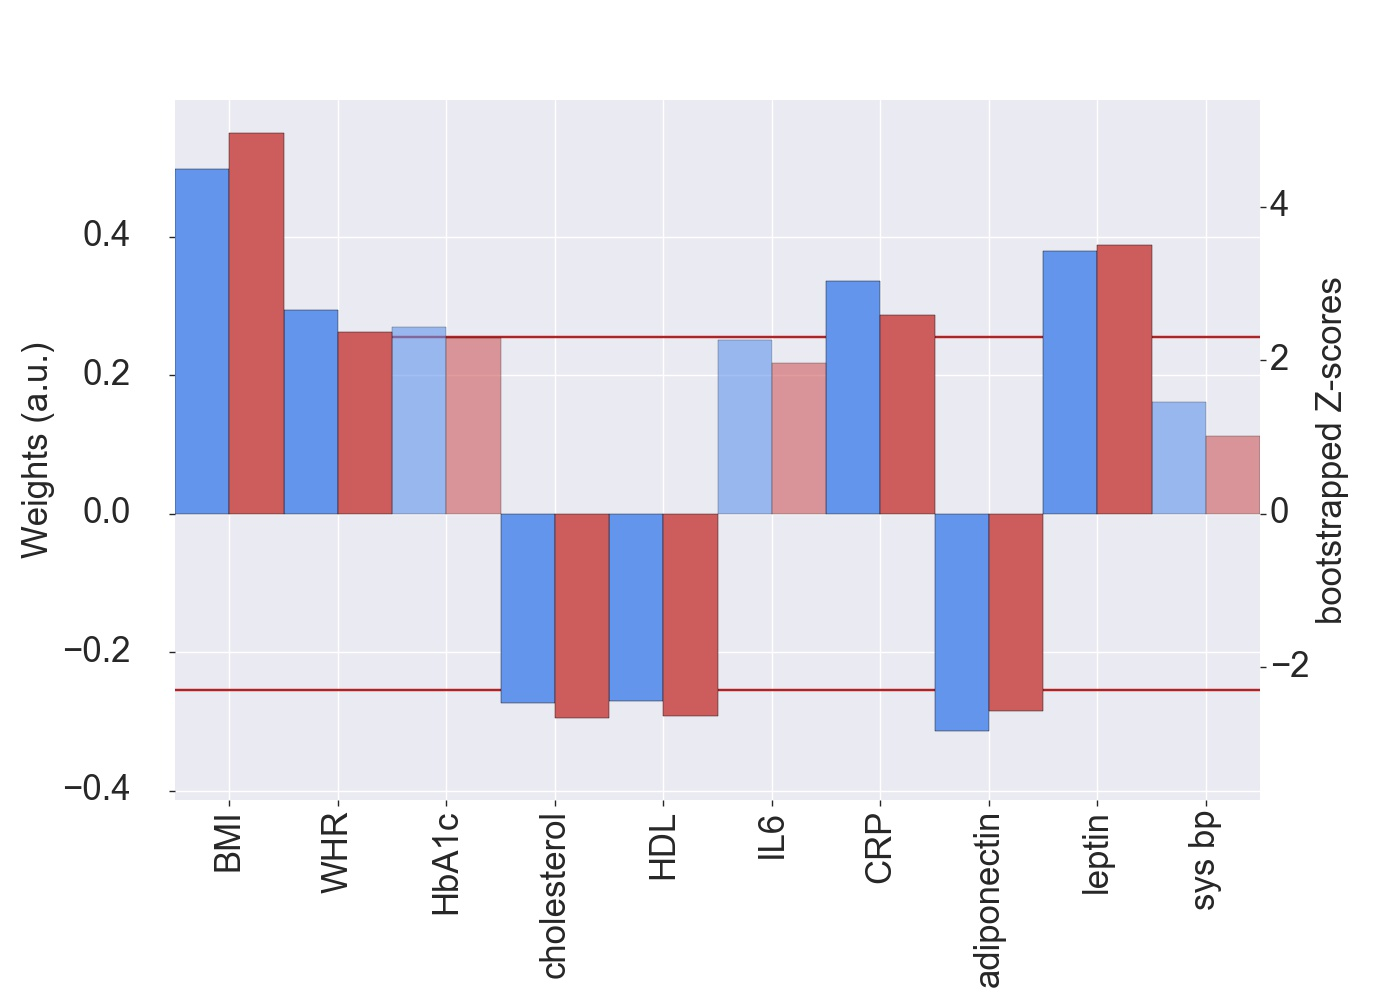 Weights (a.u.)
0.4
0.2
0.0
−0.2
−0.4
4
2
0
−2
bootstrapped Z-scores
BMI
WHR
HbA1c
cholesterol
HDL
IL6
CRP
adiponectin
leptin
sys bp